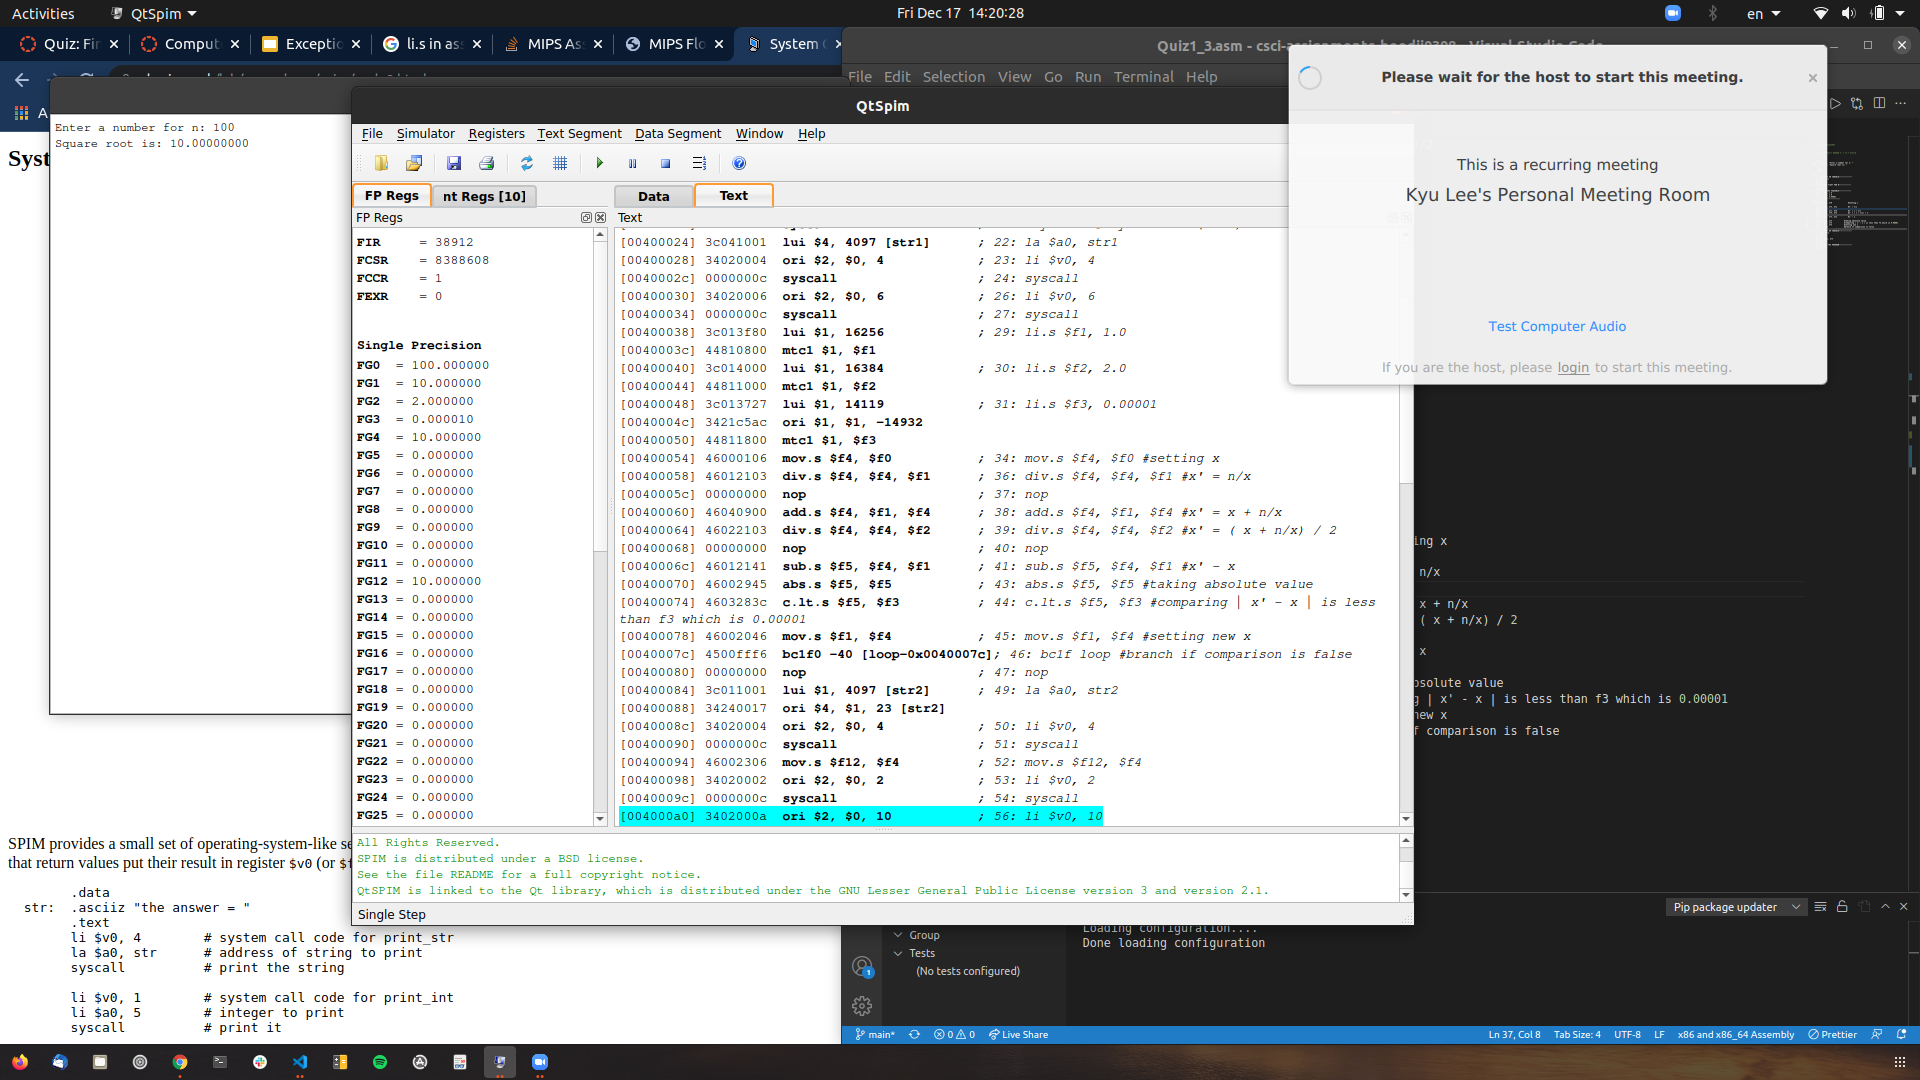 Activities
QtSpim
Fri Dec 17 14:20:28
en
Quiz: Fir
Comput
Exceptio
li.s in as
MIPS As
MIPS Flo
System
Quiz1_3.asm - csci-assignments-
Visual Studio Code
File Edit Selection View Go Run Terminal Help
Enter a number for n: 100
Square root is: 10.00000000
Syst
QtSpim
File Simulator Registers Text Segment Data Segment Window Help
FP Regs
nt Regs [10]
Data
Text
FP Regs
FIR = 38912
FCSR = 8388608
FCCR = 1
FEXR = 0
Single Precision
FG0 = 100.000000
FG1 = 10.000000
FG2 = 2.000000
FG3 = 0.000010
FG4 = 10.000000
FG5 = 0.000000
FG6 = 0.000000
FG7 = 0.000000
FG8 = 0.000000
FG9 = 0.000000
FG10 = 0.000000
FG11 = 0.000000
FG12 = 10.000000
FG13 = 0.000000
FG14 = 0.000000
FG15 = 0.000000
FG16 = 0.000000
FG17 = 0.000000
FG18 = 0.000000
FG19 = 0.000000
FG20 = 0.000000
FG21 = 0.000000
FG22 = 0.000000
FG23 = 0.000000
FG24 = 0.000000
FG25 = 0.000000
Text
[00400024] 3c041001 lui $4, 4097 [str1] ; 22: la $a0, str1
[00400028] 34020004 ori $2, $0, 4 ; 23: li $v0, 4
[0040002c] 0000000c syscall ; 24: syscall
[00400030] 34020006 ori $2, $0, 6 ; 26: li $v0, 6
[00400034] 0000000c syscall ; 27: syscall
[00400038] 3c013f80 lui $1, 16256 ; 29: li.s $f1, 1.0
[0040003c] 44810800 mtc1 $1, $f1
[00400040] 3c014000 lui $1, 16384 ; 30: li.s $f2, 2.0
[00400044] 44811000 mtc1 $1, $f2
[00400048] 3c013727 lui $1, 14119 ; 31: li.s $f3, 0.00001
[0040004c] 3421c5ac ori $1, $1, -14932
[00400050] 44811800 mtc1 $1, $f3
[00400054] 46000106 mov.s $f4, $f0 ; 34: mov.s $f4, $f0 #setting x
[00400058] 46012103 div.s $f4, $f4, $f1 ; 36: div.s $f4, $f4, $f1 #x' = n/x
[0040005c] 00000000 nop ; 37: nop
[00400060] 46040900 add.s $f4, $f1, $f4 ; 38: add.s $f4, $f1, $f4 #x' = x + n/x
[00400064] 46022103 div.s $f4, $f4, $f2 ; 39: div.s $f4, $f4, $f2 #x' = ( x + n/x) / 2
[00400068] 00000000 nop ; 40: nop
[0040006c] 46012141 sub.s $f5, $f4, $f1 ; 41: sub.s $f5, $f4, $f1 #x' - x
[00400070] 46002945 abs.s $f5, $f5 ; 43: abs.s $f5, $f5 #taking absolute value
[00400074] 4603283c c.lt.s $f5, $f3 ; 44: c.lt.s $f5, $f3 #comparing | x' - x | is less
than f3 which is 0.00001
[00400078] 46002046 mov.s $f1, $f4 ; 45: mov.s $f1, $f4 #setting new x
[0040007c] 4500fff6 bc1f0 -40 [loop-0x0040007c]; 46: bc1f loop #branch if comparison is false
[00400080] 00000000 nop ; 47: nop
[00400084] 3c011001 lui $1, 4097 [str2] ; 49: la $a0, str2
[00400088] 34240017 ori $4, $1, 23 [str2]
[0040008c] 34020004 ori $2, $0, 4 ; 50: li $v0, 4
[00400090] 0000000c syscall ; 51: syscall
[00400094] 46002306 mov.s $f12, $f4 ; 52: mov.s $f12, $f4
[00400098] 34020002 ori $2, $0, 2 ; 53: li $v0, 2
[0040009c] 0000000c syscall ; 54: syscall
[004000a0] 3402000a ori $2, $0, 10 ; 56: li $v0, 10
All Rights Reserved.
SPIM is distributed under a BSD license.
See the file README for a full copyright notice.
QtSPIM is linked to the Qt library, which is distributed under the GNU Lesser General Public License version 3 and version 2.1.
Single Step
Please wait for the host to start this meeting.
This is a recurring meeting
Kyu Lee's Personal Meeting Room
Test Computer Audio
If you are the host, please login to start this meeting.
ing x
n/x
x + n/x
( x + n/x) / 2
x
bsolute value
g | x' - x | is less than f3 which is 0.00001
new x
f comparison is false
SPIM provides a small set of operating-system-like se
that return values put their result in register $v0 (or $f
.data
str: .asciiz "the answer = "
.text
li $v0, 4 # system call code for print_str
la $a0, str # address of string to print
syscall # print the string
li $v0, 1 # system call code for print_int
li $a0, 5 # integer to print
syscall # print it
Group
Tests
(No tests configured)
Pip package updater
Loading configuration....
Done loading configuration
1
main*
0 0
Live Share
Ln 37, Col 8
Tab Size: 4
UTF-8
LF
x86 and x86_64 Assembly
Prettier